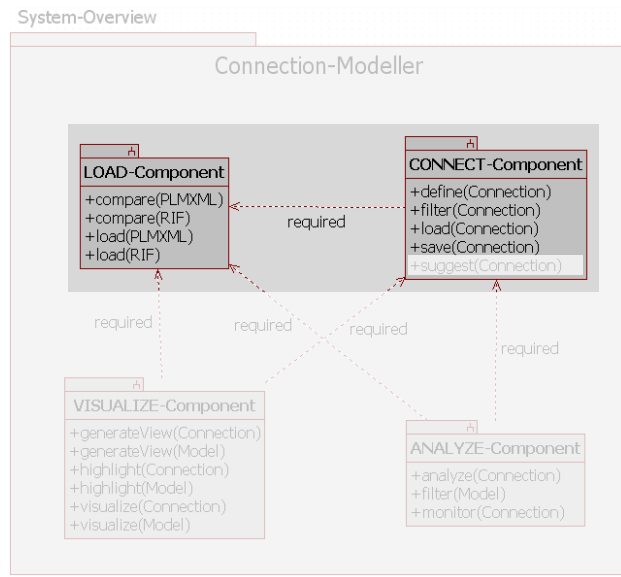 System-Overview
Connection-Modeller
LOAD-Component
+compare(PLMXML)
+compare(RIF)
+load(PLMXML)
+load(RIF)
required
CONNECT-Component
+define(Connection)
+filter(Connection)
+load(Connection)
+save(Connection)
+suggest(Connection)
required
required
required
required
VISUALIZE-Component
+generateView(Connection)
+generateView(Model)
+highlight(Connection)
+highlight(Model)
+visualize(Connection)
+visualize(Model)
ANALYZE-Component
+analyze(Connection)
+filter(Model)
+monitor(Connection)